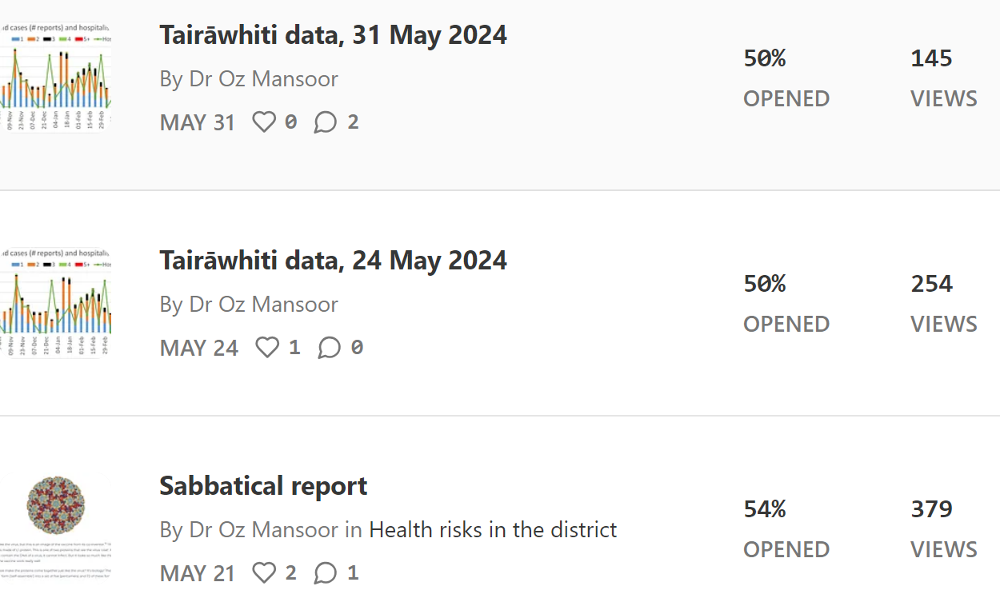 nd cases (# reports) and hospitali
1 2 3 4 5+ Hos
09-Nov
23-Nov
07-Dec
21-Dec
04-Jan
18-Jan
01-Feb
15-Feb
29-Feb
Tairāwhiti data, 31 May 2024
By Dr Oz Mansoor
MAY 31 0 2
50%
OPENED
145
VIEWS
nd cases (# reports) and hospitali
1 2 3 4 5+ Hos
09-Nov
23-Nov
07-Dec
21-Dec
04-Jan
18-Jan
01-Feb
15-Feb
29-Feb
Tairāwhiti data, 24 May 2024
By Dr Oz Mansoor
MAY 24 1 0
50%
OPENED
254
VIEWS
Sabbatical report
By Dr Oz Mansoor in Health risks in the district
MAY 21 2 1
54%
OPENED
379
VIEWS